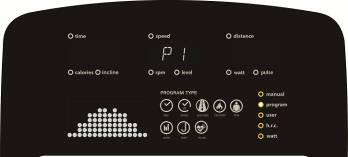 time speed distance
P1
calories incline rpm level watt pulse
PROGRAM TYPE
manual
program
user
h.r.c.
watt